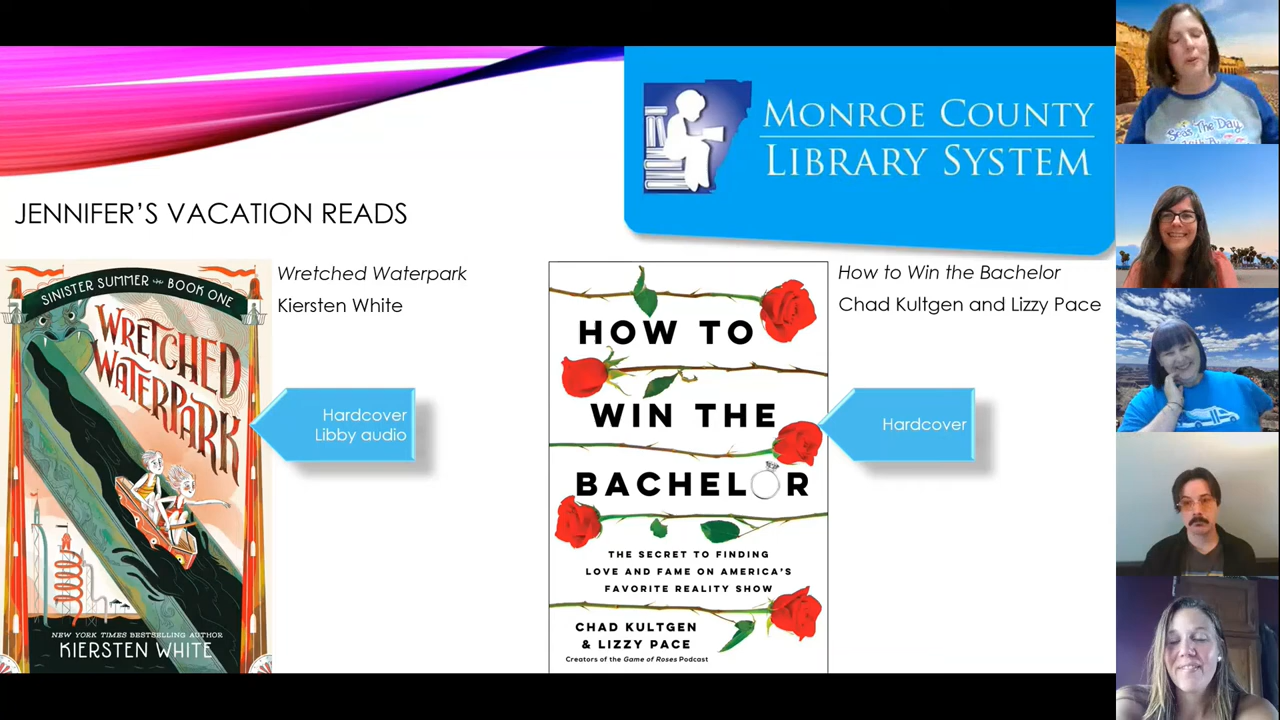 MONROE COUNTY
LIBRARY SYSTEM
JENNIFER'S VACATION READS
SINISTER SUMMER BOOK ONE
WRETCHED
WATERPARK
NEW YORK TIMES BESTSELLING AUTHOR
KIERSTEN WHITE
Wretched Waterpark
Kiersten White
Hardcover
Libby audio
HOW TO
WIN THE
BACHELOR
THE SECRET TO FINDING
LOVE AND FAME ON AMERICA'S
FAVORITE REALITY SHOW
CHAD KULTGEN
& LIZZY PACE
Creators of the Game of Roses Podcast
How to Win the Bachelor
Chad Kultgen and Lizzy Pace
Hardcover
Seas The Day